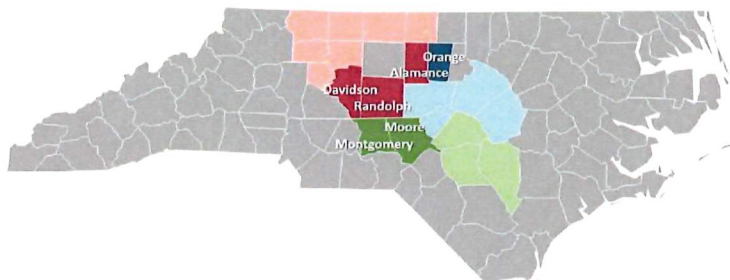 Orange
Alamance
Davidson
Randolph
Moore
Montgomery